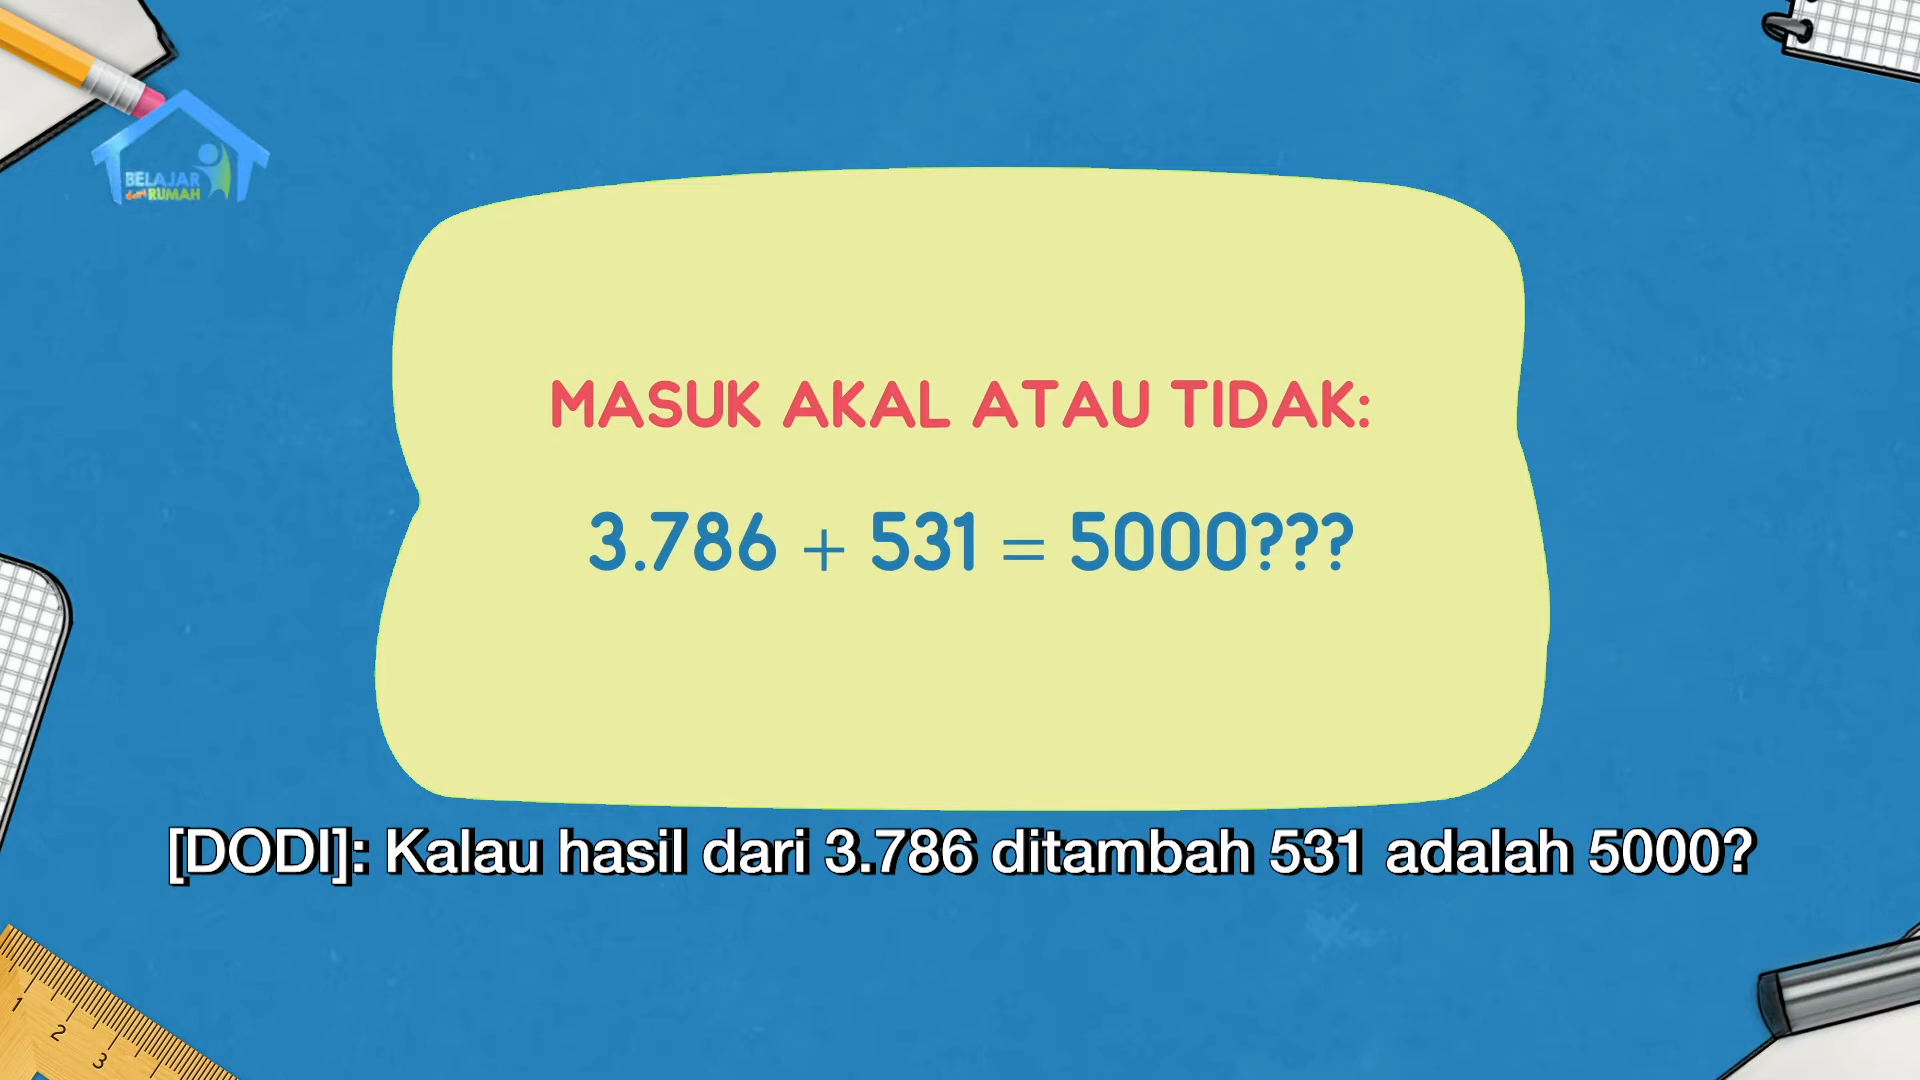 BELAJAR
dari RUMAH
MASUK AKAL ATAU TIDAK:
3.786 + 531 = 5000???
[DODI]: Kalau hasil dari 3.786 ditambah 531 adalah 5000?
1
2
3